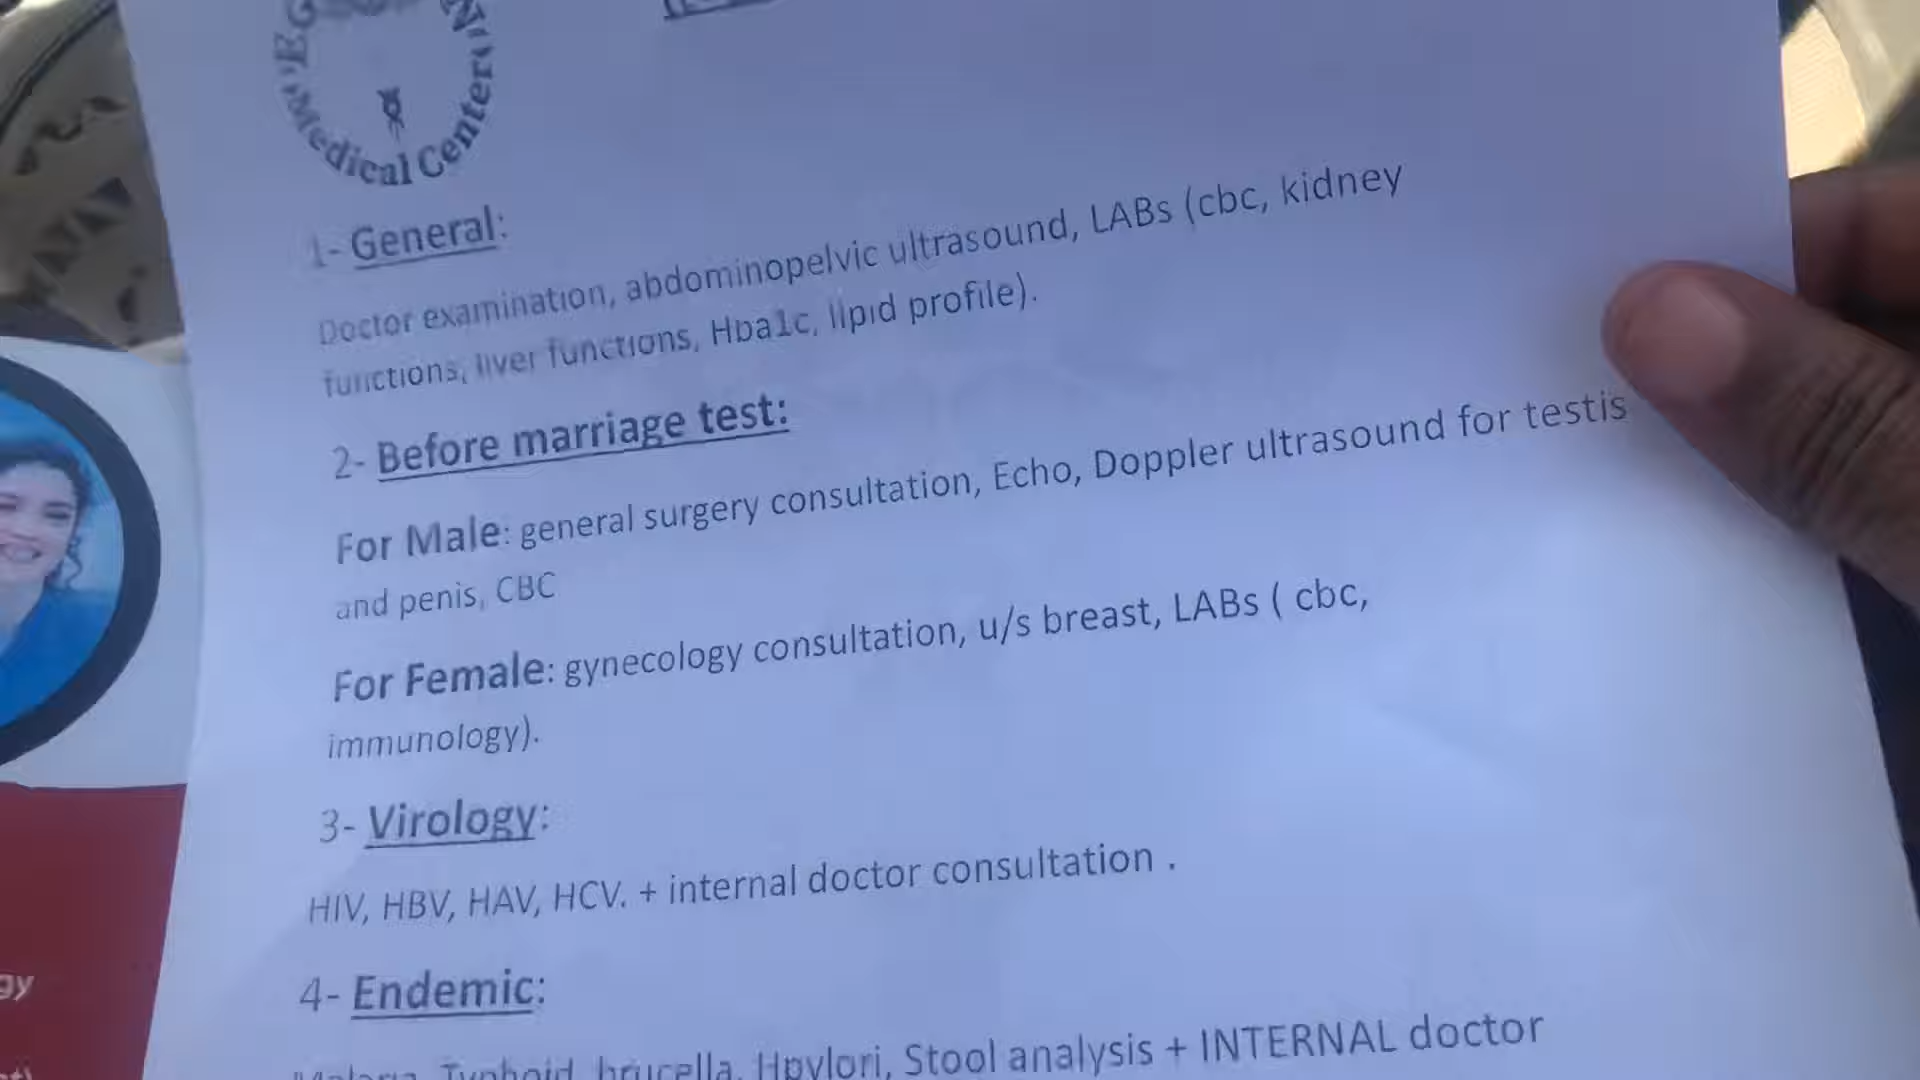 Medical Center
1- General:
Doctor examination, abdominopelvic ultrasound, LABs (cbc, kidney
functions, liver functions, Hba1c, lipid profile).
2- Before marriage test:
For Male: general surgery consultation, Echo, Doppler ultrasound for testis
and penis, CBC
For Female: gynecology consultation, u/s breast, LABs ( cbc,
immunology).
3- Virology:
HIV, HBV, HAV, HCV. + internal doctor consultation .
4- Endemic:
Malaria, Typhoid, brucella, Hpylori, Stool analysis + INTERNAL doctor